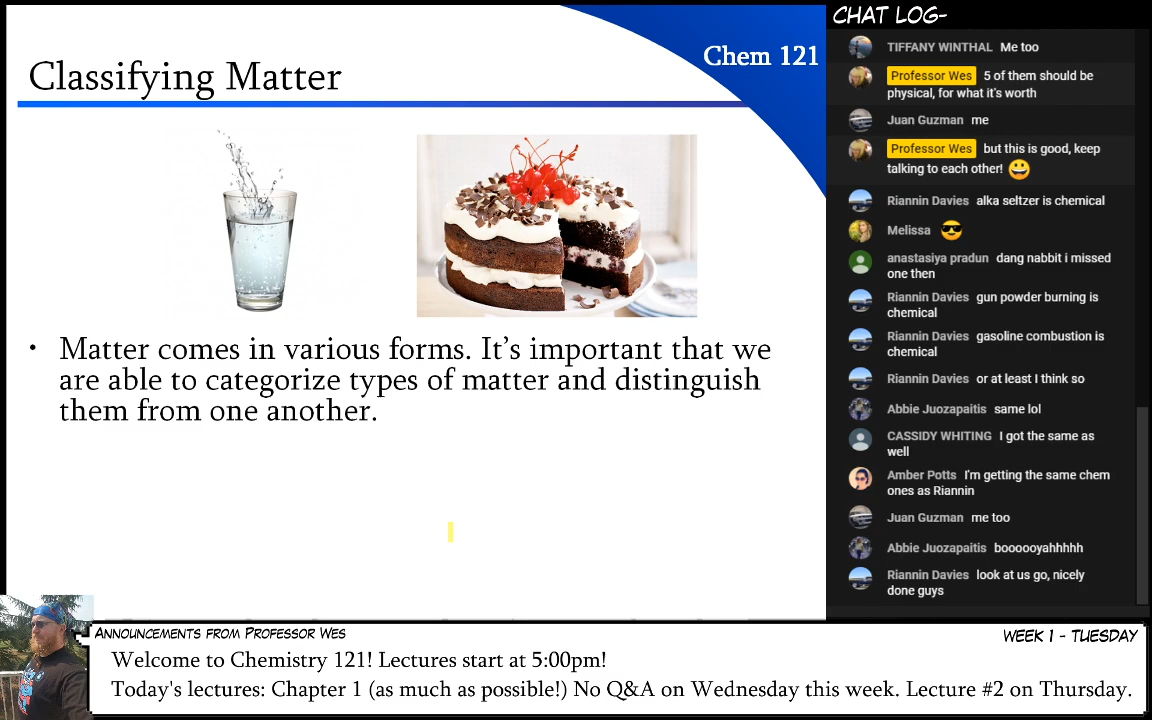 Classifying Matter
Chem 121
• Matter comes in various forms. It’s important that we
are able to categorize types of matter and distinguish
them from one another.
CHAT LOG-
TIFFANY WINTHAL Me too
Professor Wes 5 of them should be
physical, for what it's worth
Juan Guzman me
Professor Wes but this is good, keep
talking to each other! 😀
Riannin Davies alka seltzer is chemical
Melissa 😎
anastasiya pradun dang nabbit i missed
one then
Riannin Davies gun powder burning is
chemical
Riannin Davies gasoline combustion is
chemical
Riannin Davies or at least I think so
Abbie Juozapaitis same lol
CASSIDY WHITING I got the same as
well
Amber Potts I'm getting the same chem
ones as Riannin
Juan Guzman me too
Abbie Juozapaitis boooooyahhhhh
Riannin Davies look at us go, nicely
done guys
ANNOUNCEMENTS FROM PROFESSOR WES
WEEK 1 - TUESDAY
Welcome to Chemistry 121! Lectures start at 5:00pm!
Today's lectures: Chapter 1 (as much as possible!) No Q&A on Wednesday this week. Lecture #2 on Thursday.